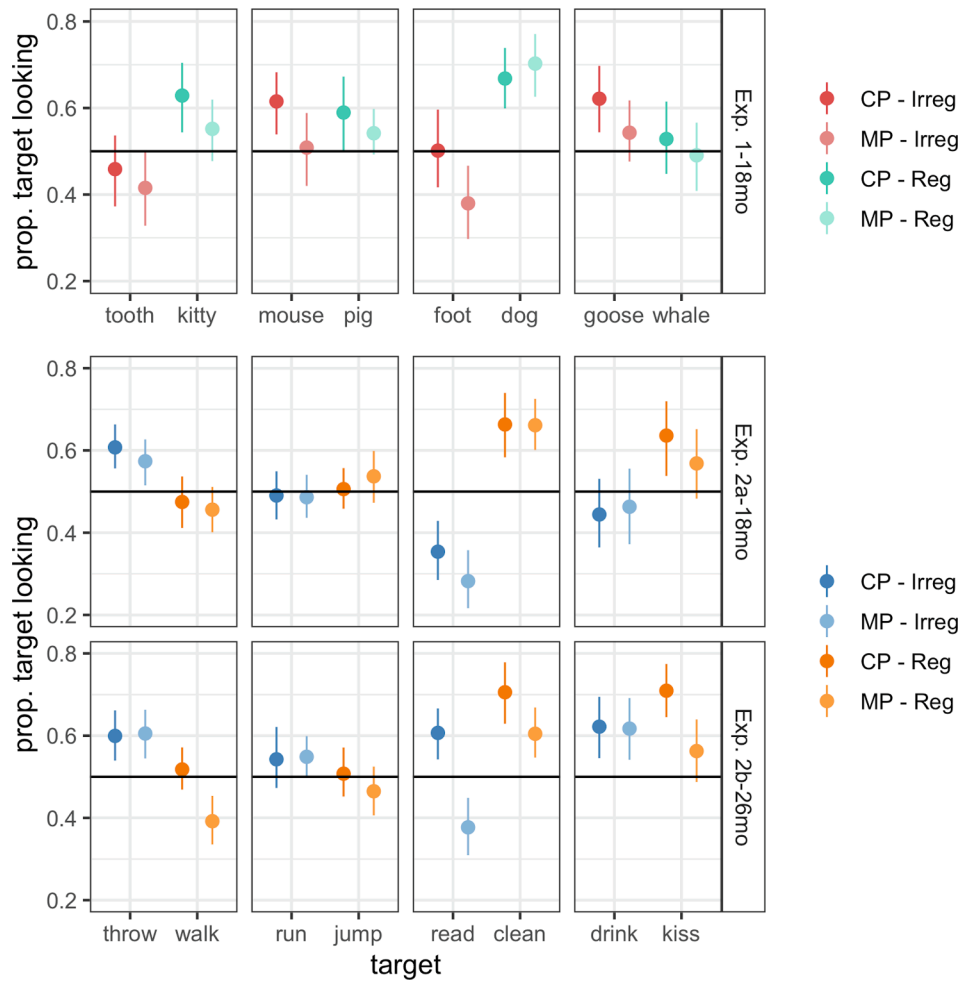 prop. target looking
0.8
0.6
0.4
0.2
tooth kitty
mouse pig
foot dog
goose whale
Exp. 1-18mo
CP - Irreg
MP - Irreg
CP - Reg
MP - Reg
prop. target looking
0.8
0.6
0.4
0.2
Exp. 2a-18mo
0.8
0.6
0.4
0.2
Exp. 2b-26mo
throw walk
run jump
read clean
drink kiss
target
CP - Irreg
MP - Irreg
CP - Reg
MP - Reg